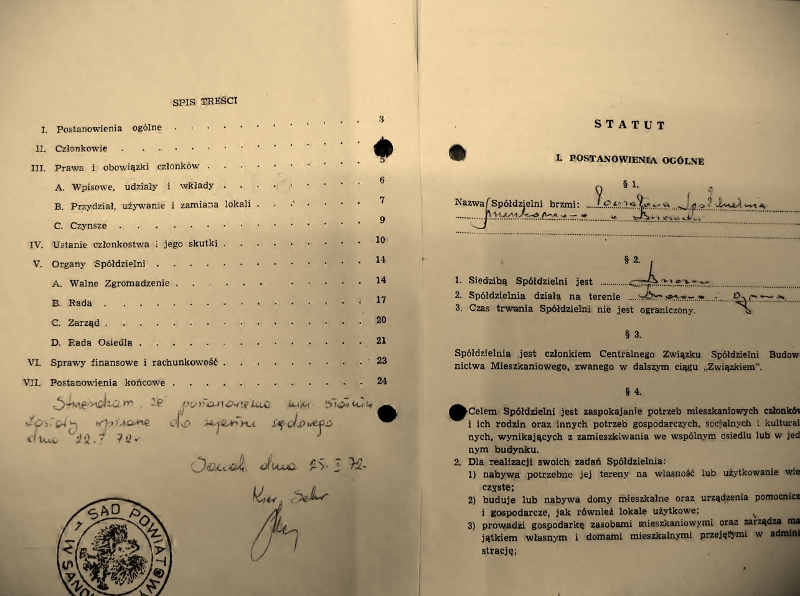 SPIS TREŚCI
I. Postanowienia ogólne . . . . . . . . . . 3
II. Członkowie . . . . . . . . . . . .
III. Prawa i obowiązki członków . . . . . . . . 5
A. Wpisowe, udziały i wkłady . . . . . . . 6
B. Przydział, używanie i zamiana lokali . . . . . . 7
C. Czynsze . . . . . . . . . . . . 9
IV. Ustanie członkostwa i jego skutki . . . . . . . 10
V. Organy Spółdzielni . . . . . . . . . . 14
A. Walne Zgromadzenie . . . . . . . . . 14
B. Rada . . . . . . . . . . . . 17
C. Zarząd . . . . . . . . . . . . 20
D. Rada Osiedla . . . . . . . . . . 21
VI. Sprawy finansowe i rachunkowość . . . . . . . 23
VII. Postanowienia końcowe . . . . . . . . . 24
Stwierdzam, że postanowienia statutu
zostały wpisane do rejestru sądowego
dnia 22.I 72r.
Sanok dnia 25. I 72.
Kier. Sekr
SĄD POWIATOWY W SANO
STATUT
I. POSTANOWIENIA OGÓLNE
§ 1.
Nazwa Spółdzielni brzmi: Powiatowa Spółdzielnia
Mieszkaniowa w
§ 2.
1. Siedzibą Spółdzielni jest
2. Spółdzielnia działa na terenie
3. Czas trwania Spółdzielni nie jest ograniczony.
§ 3.
Spółdzielnia jest członkiem Centralnego Związku Spółdzielni Budow-
nictwa Mieszkaniowego, zwanego w dalszym ciągu „Związkiem”.
§ 4.
Celem Spółdzielni jest zaspokajanie potrzeb mieszkaniowych członków
i ich rodzin oraz innych potrzeb gospodarczych, socjalnych i kultural
nych, wynikających z zamieszkiwania we wspólnym osiedlu lub w jed
nym budynku.
2. Dla realizacji swoich zadań Spółdzielnia:
1) nabywa potrzebne jej tereny na własność lub użytkowanie wie
czyste;
2) buduje lub nabywa domy mieszkalne oraz urządzenia pomocnicz
i gospodarcze, jak również lokale użytkowe;
3) prowadzi gospodarkę zasobami mieszkaniowymi oraz zarządza ma
jątkiem własnym i domami mieszkalnymi przejętymi w admini
strację;